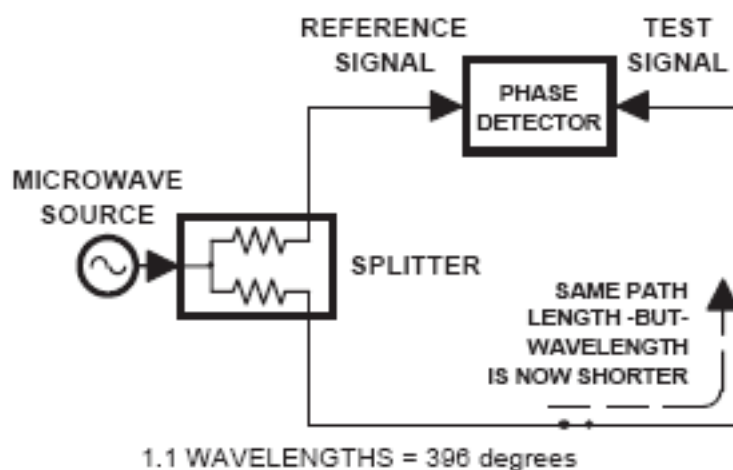 REFERENCE
SIGNAL
TEST
SIGNAL
PHASE
DETECTOR
MICROWAVE
SOURCE
SPLITTER
SAME PATH
LENGTH -BUT-
WAVELENGTH
IS NOW SHORTER
1.1 WAVELENGTHS = 396 degrees